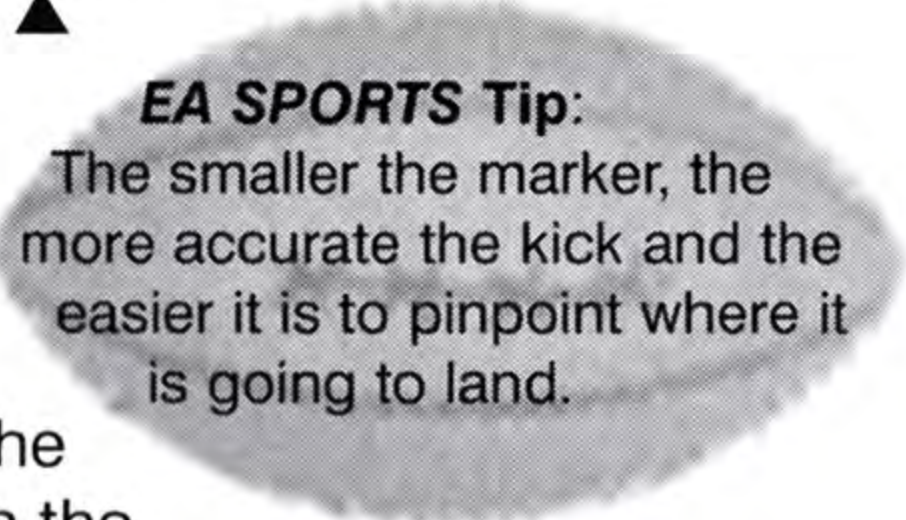 EA SPORTS Tip:
The smaller the marker, the
more accurate the kick and the
easier it is to pinpoint where it
is going to land.
he
the